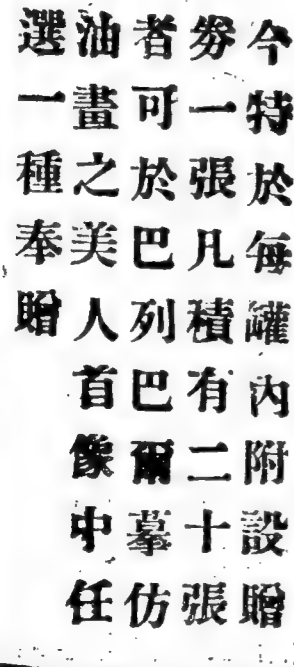 今特於每罐內附設贈
劵一張凡積有二十張
者可於巴列巴爾摹仿
油畫之美人首像中任
選一種奉贈